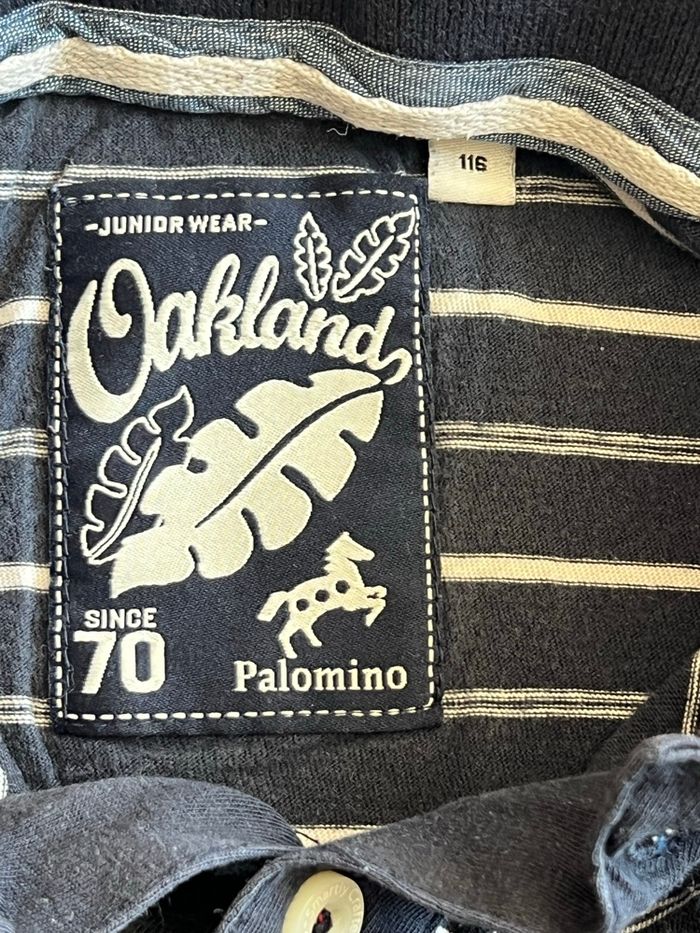 116
-JUNIOR WEAR-
Oakland
SINCE
70
Palomino